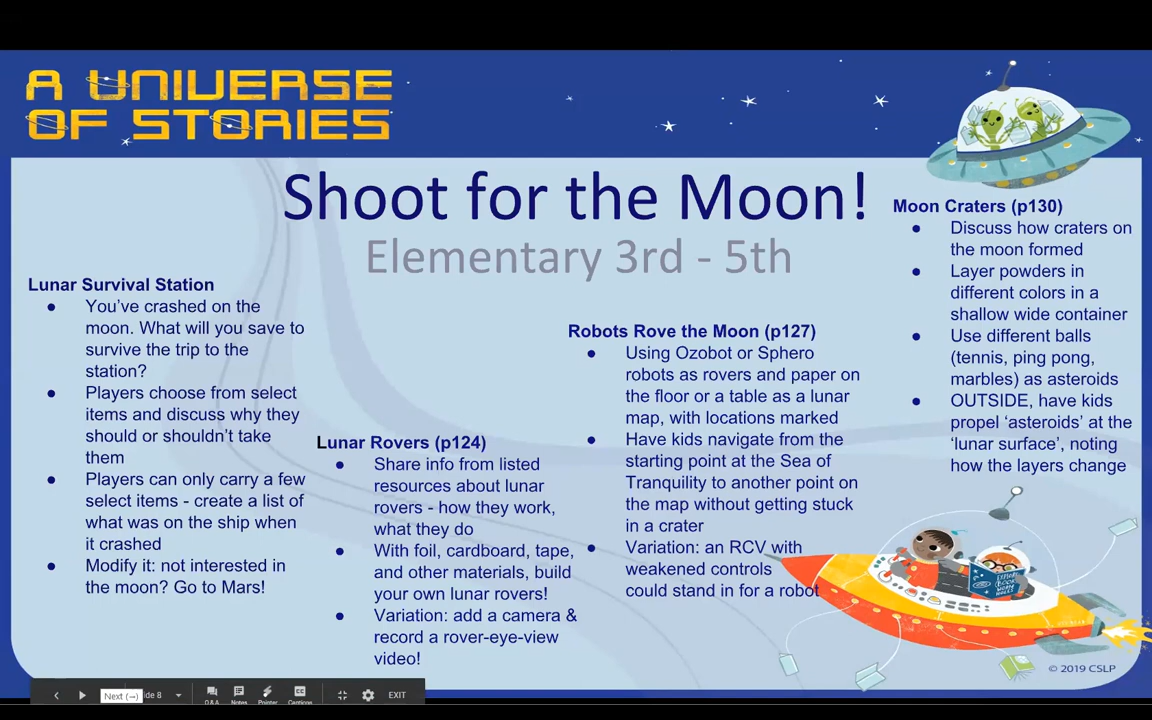 A UNIVERSE
OF STORIES
Shoot for the Moon!
Elementary 3rd - 5th
Lunar Survival Station
● You've crashed on the
moon. What will you save to
survive the trip to the
station?
● Players choose from select
items and discuss why they
should or shouldn't take
them
● Players can only carry a few
select items - create a list of
what was on the ship when
it crashed
● Modify it: not interested in
the moon? Go to Mars!
Lunar Rovers (p124)
● Share info from listed
resources about lunar
rovers - how they work,
what they do
● With foil, cardboard, tape,
and other materials, build
your own lunar rovers!
● Variation: add a camera &
record a rover-eye-view
video!
Robots Rove the Moon (p127)
● Using Ozobot or Sphero
robots as rovers and paper on
the floor or a table as a lunar
map, with locations marked
● Have kids navigate from the
starting point at the Sea of
Tranquility to another point on
the map without getting stuck
in a crater
● Variation: an RCV with
weakened controls
could stand in for a robot
Moon Craters (p130)
● Discuss how craters on
the moon formed
● Layer powders in
different colors in a
shallow wide container
● Use different balls
(tennis, ping pong,
marbles) as asteroids
● OUTSIDE, have kids
propel 'asteroids' at the
'lunar surface', noting
how the layers change
© 2019 CSLP
Next (→)
lide 8
Q&A
Notes
Pointer
Captions
EXIT